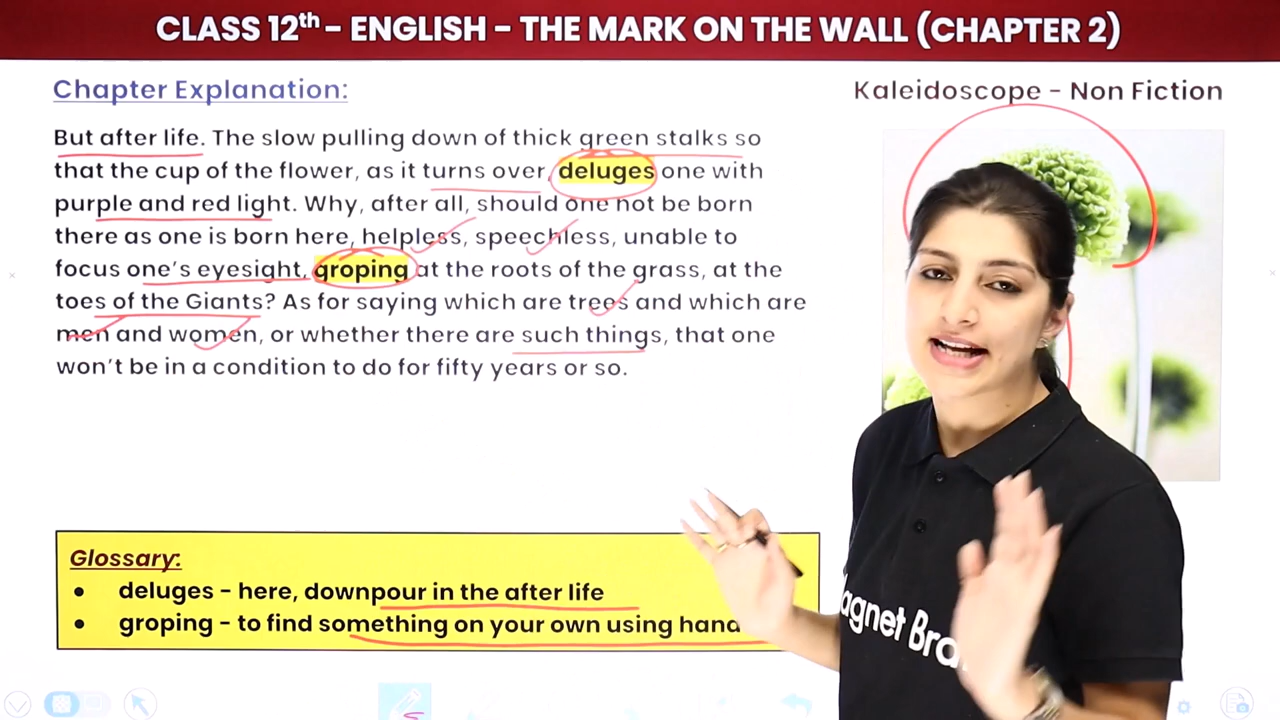 CLASS 12th - ENGLISH - THE MARK ON THE WALL (CHAPTER 2)
Chapter Explanation:
Kaleidoscope - Non Fiction
But after life. The slow pulling down of thick green stalks so
that the cup of the flower, as it turns over, deluges one with
purple and red light. Why, after all, should one not be born
there as one is born here, helpless, speechless, unable to
focus one's eyesight, groping at the roots of the grass, at the
toes of the Giants? As for saying which are trees and which are
men and women, or whether there are such things, that one
won't be in a condition to do for fifty years or so.
Glossary:
• deluges - here, downpour in the after life
• groping - to find something on your own using hand